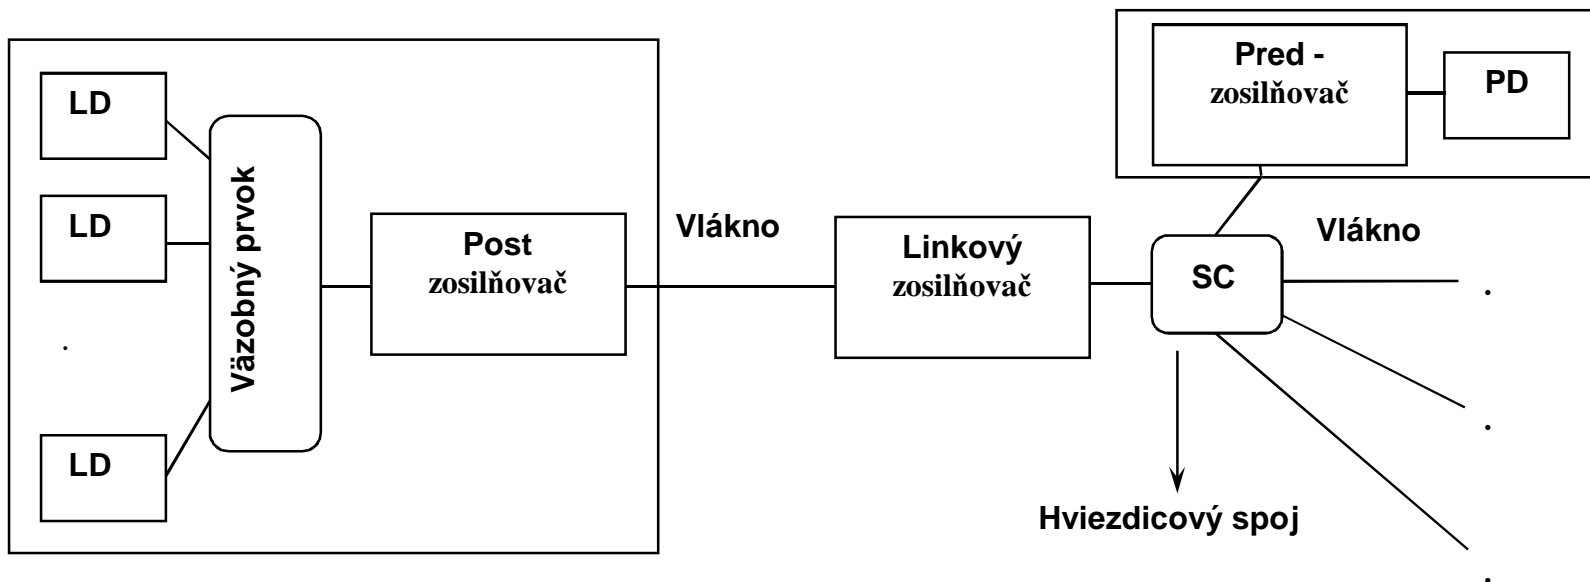 LD
LD
.
LD
Väzobný prvok
Post
zosilňovač
Vlákno
Linkový
zosilňovač
SC
Pred -
zosilňovač
PD
Vlákno
.
.
.
Hviezdicový spoj